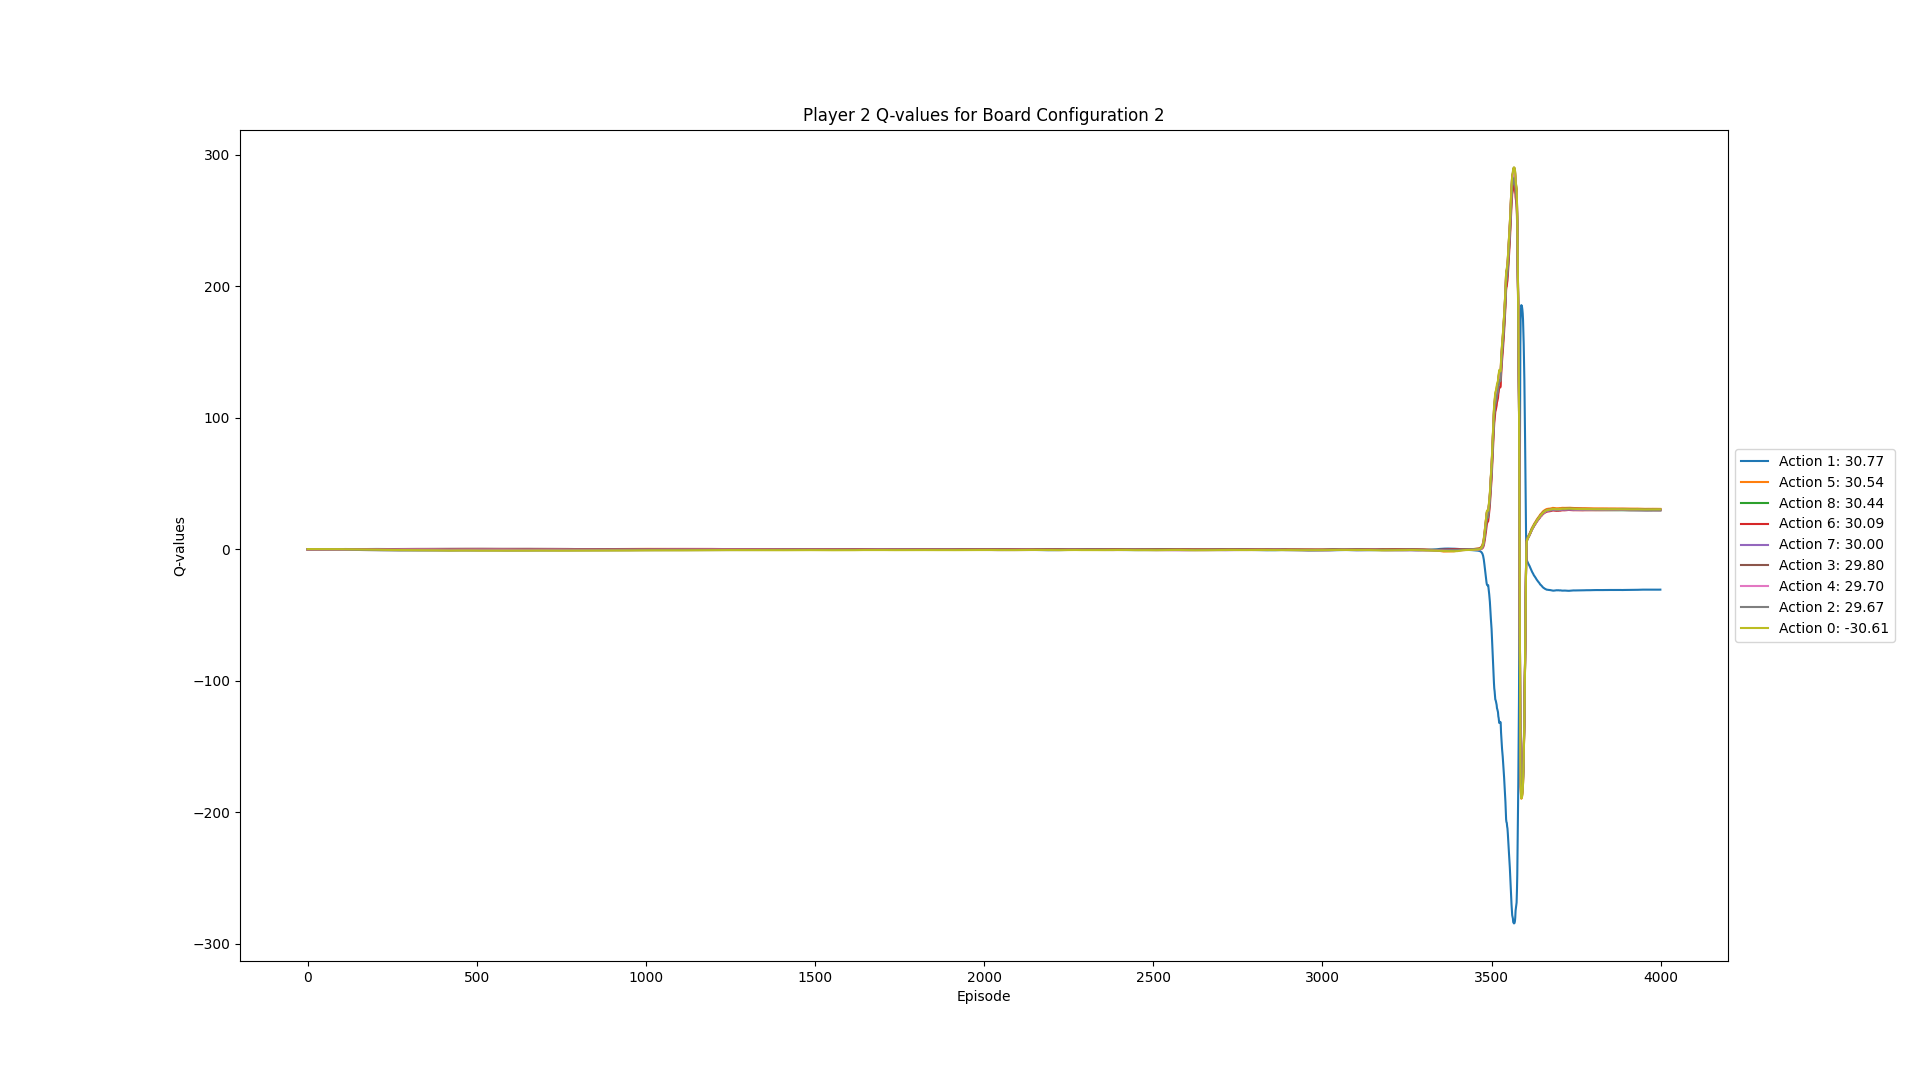 Player 2 Q-values for Board Configuration 2
300
200
100
0
−100
−200
−300
Q-values
0
500
1000
1500
2000
2500
3000
3500
4000
Episode
Action 1: 30.77
Action 5: 30.54
Action 8: 30.44
Action 6: 30.09
Action 7: 30.00
Action 3: 29.80
Action 4: 29.70
Action 2: 29.67
Action 0: -30.61